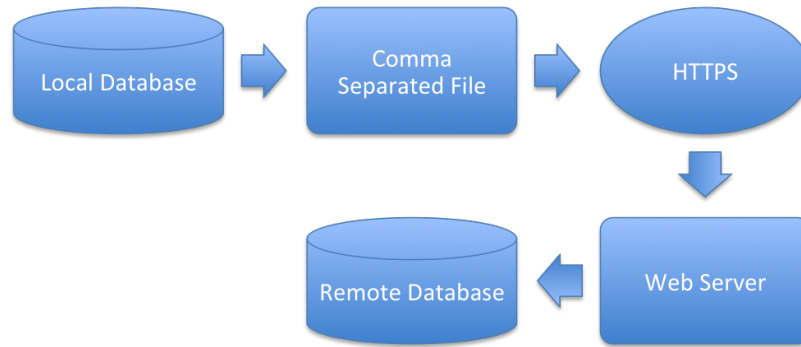 Local Database
Comma
Separated File
HTTPS
Web Server
Remote Database